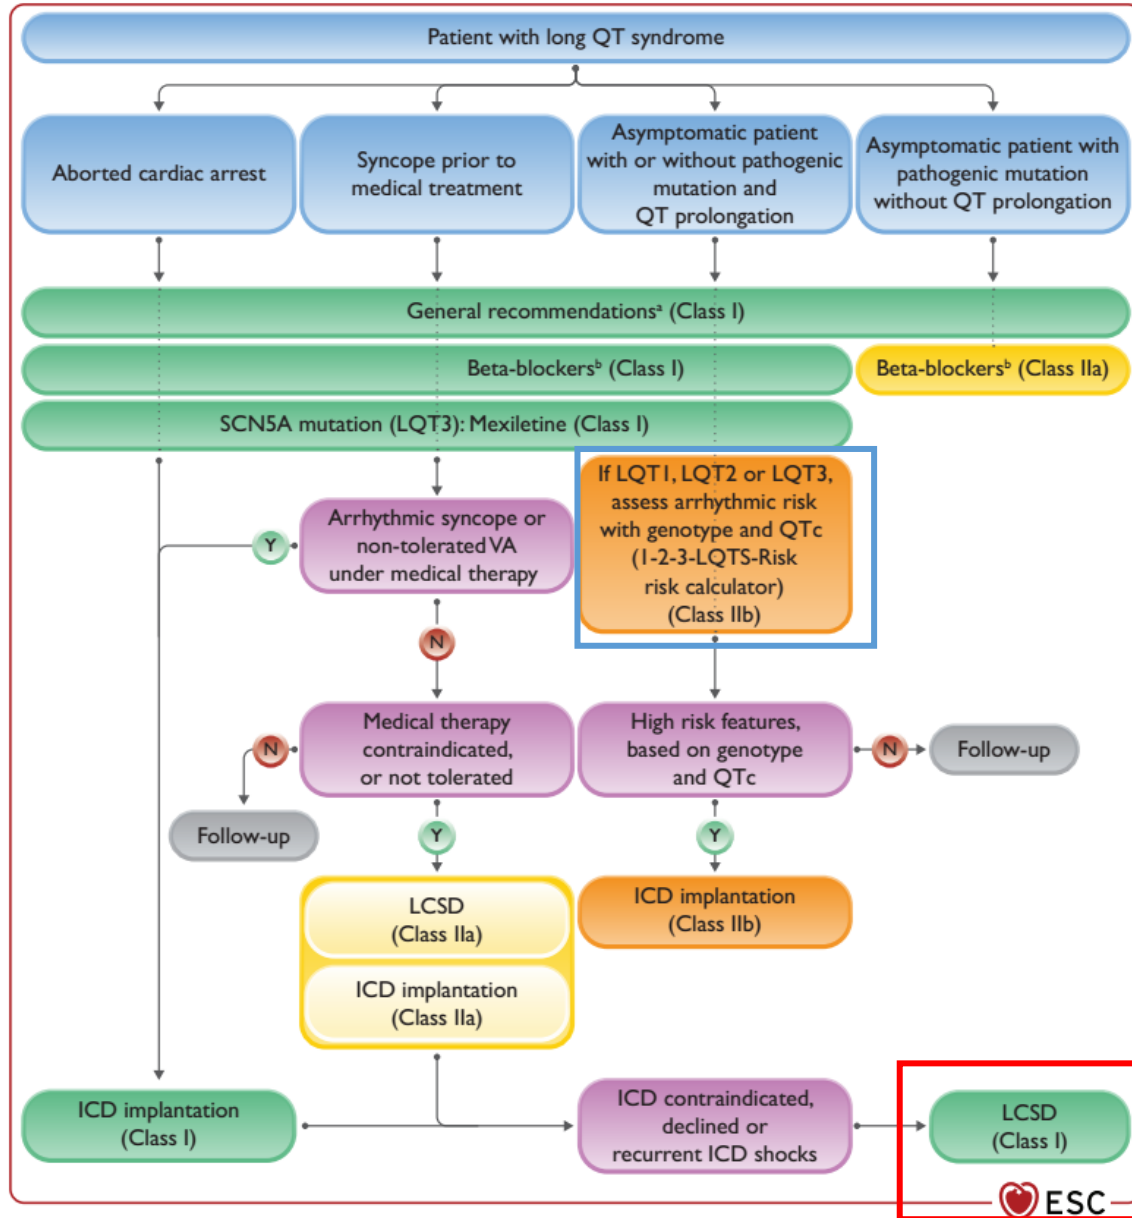 Patient with long QT syndrome
Aborted cardiac arrest
Syncope prior to
medical treatment
Asymptomatic patient
with or without pathogenic
mutation and
QT prolongation
Asymptomatic patient with
pathogenic mutation
without QT prolongation
General recommendationsᵃ (Class I)
Beta-blockersᵇ (Class I)
Beta-blockersᵇ (Class IIa)
SCN5A mutation (LQT3): Mexiletine (Class I)
If LQT1, LQT2 or LQT3,
assess arrhythmic risk
with genotype and QTc
(1-2-3-LQTS-Risk
risk calculator)
(Class IIb)
Y
Arrhythmic syncope or
non-tolerated VA
under medical therapy
N
N
Medical therapy
contraindicated,
or not tolerated
High risk features,
based on genotype
and QTc
N
Follow-up
Follow-up
Y
Y
LCSD
(Class IIa)
ICD implantation
(Class IIa)
ICD implantation
(Class IIb)
ICD implantation
(Class I)
ICD contraindicated,
declined or
recurrent ICD shocks
LCSD
(Class I)
ESC